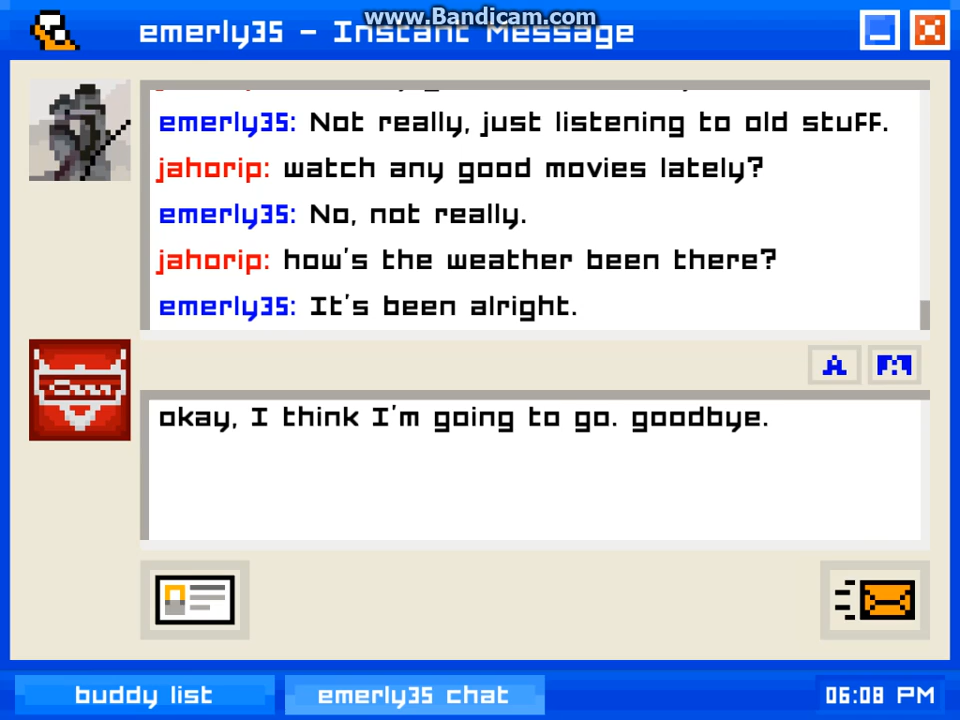 www.Bandicam.com
emerly35 - Instant Message
emerly35: Not really, just listening to old stuff.
jahorip: watch any good movies lately?
emerly35: No, not really.
jahorip: how's the weather been there?
emerly35: It's been alright.
A
okay, I think I'm going to go. goodbye.
buddy list
emerly35 chat
06:08 PM